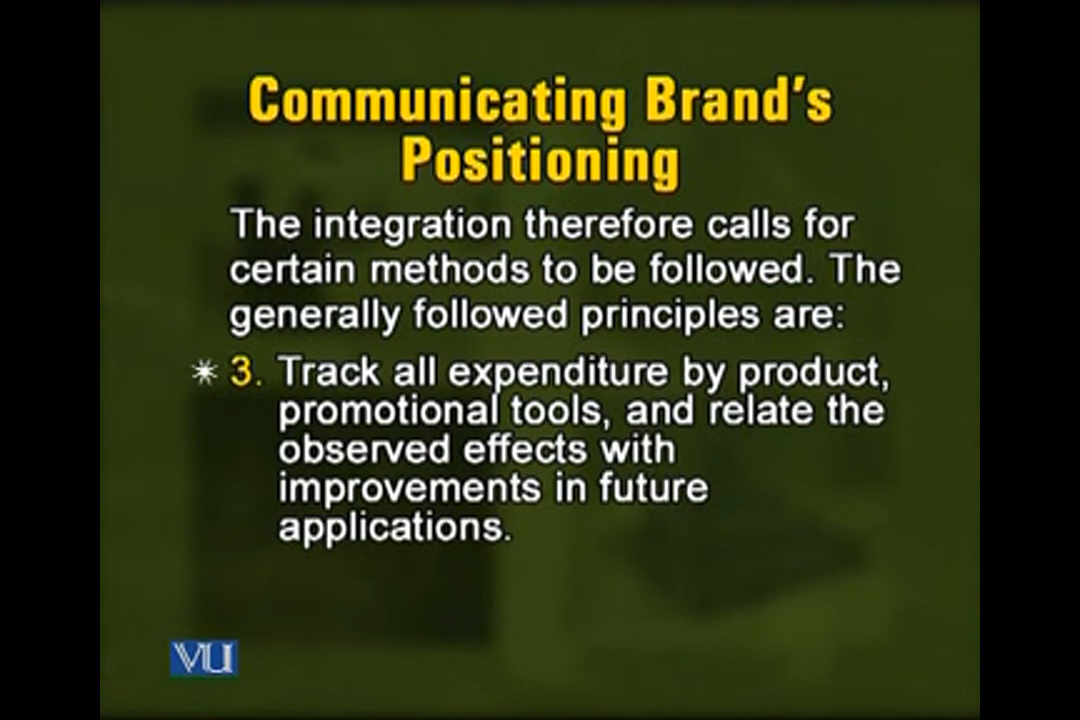 Communicating Brand's
Positioning
The integration therefore calls for
certain methods to be followed. The
generally followed principles are:
✴ 3. Track all expenditure by product,
promotional tools, and relate the
observed effects with
improvements in future
applications.
VU